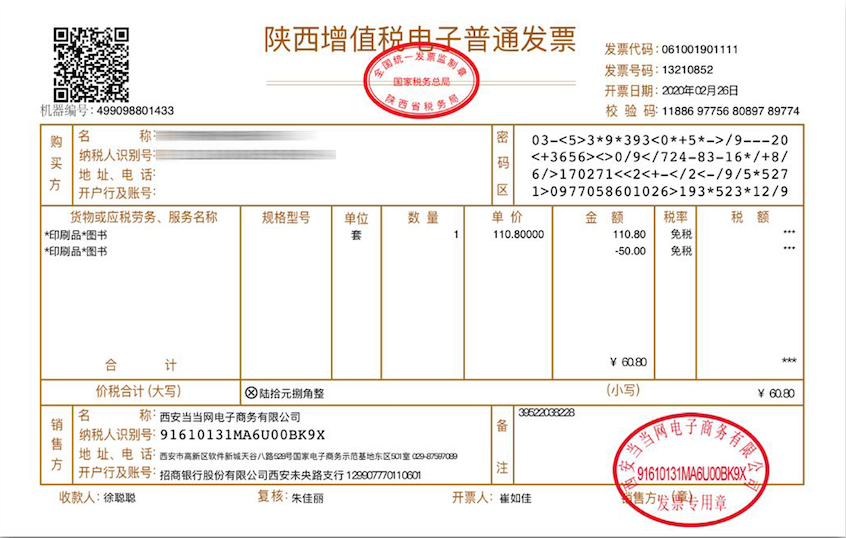 陕西增值税电子普通发票
全国统一发票监制章
国家税务总局
陕西省税务局
发票代码: 061001901111
发票号码: 13210852
开票日期: 2020年02月26日
校 验 码: 11886 97756 80897 89774
机器编号: 499098801433
购买方
名 称:
纳税人识别号:
地 址、电 话:
开户行及账号:
密码区
03-<5>3*9*393<0*+5*->/9---20
<+3656><>0/9</724-83-16*/+8/
6/>170271<<2<+-</2<-/9/5*527
1>0977058601026>193*523*12/9
货物或应税劳务、服务名称 规格型号 单位 数 量 单 价 金 额 税率 税 额
*印刷品*图书 套 1 110.80000 110.80 免税 ***
*印刷品*图书 -50.00 免税 ***
合 计 ¥ 60.80 ***
价税合计(大写) ⊗陆拾元捌角整 (小写) ¥ 60.80
销售方
名 称: 西安当当网电子商务有限公司
纳税人识别号: 91610131MA6U00BK9X
地 址、电 话: 西安市高新区软件新城天谷八路528号国家电子商务示范基地东区501室 029-87597089
开户行及账号: 招商银行股份有限公司西安未央路支行 129907770110601
备注
39522038228
收款人: 徐聪聪 复核: 朱佳丽 开票人: 崔如佳 销售方: (章)
西安当当网电子商务有限公司
91610131MA6U00BK9X
发票专用章